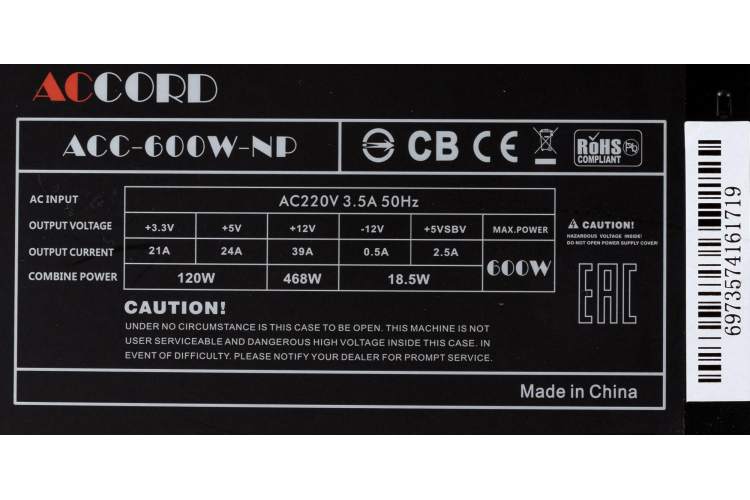 ACCORD
ACC-600W-NP
CB CE RoHS COMPLIANT Pb
AC INPUT AC220V 3.5A 50Hz
OUTPUT VOLTAGE +3.3V +5V +12V -12V +5VSBV MAX.POWER
OUTPUT CURRENT 21A 24A 39A 0.5A 2.5A 600W
COMBINE POWER 120W 468W 18.5W
CAUTION!
HAZARDOUS VOLTAGE INSIDE!
DO NOT OPEN POWER SUPPLY COVER!
EAC
CAUTION!
UNDER NO CIRCUMSTANCE IS THIS CASE TO BE OPEN. THIS MACHINE IS NOT
USER SERVICEABLE AND DANGEROUS HIGH VOLTAGE INSIDE THIS CASE. IN
EVENT OF DIFFICULTY. PLEASE NOTIFY YOUR DEALER FOR PROMPT SERVICE.
Made in China
6973574161719